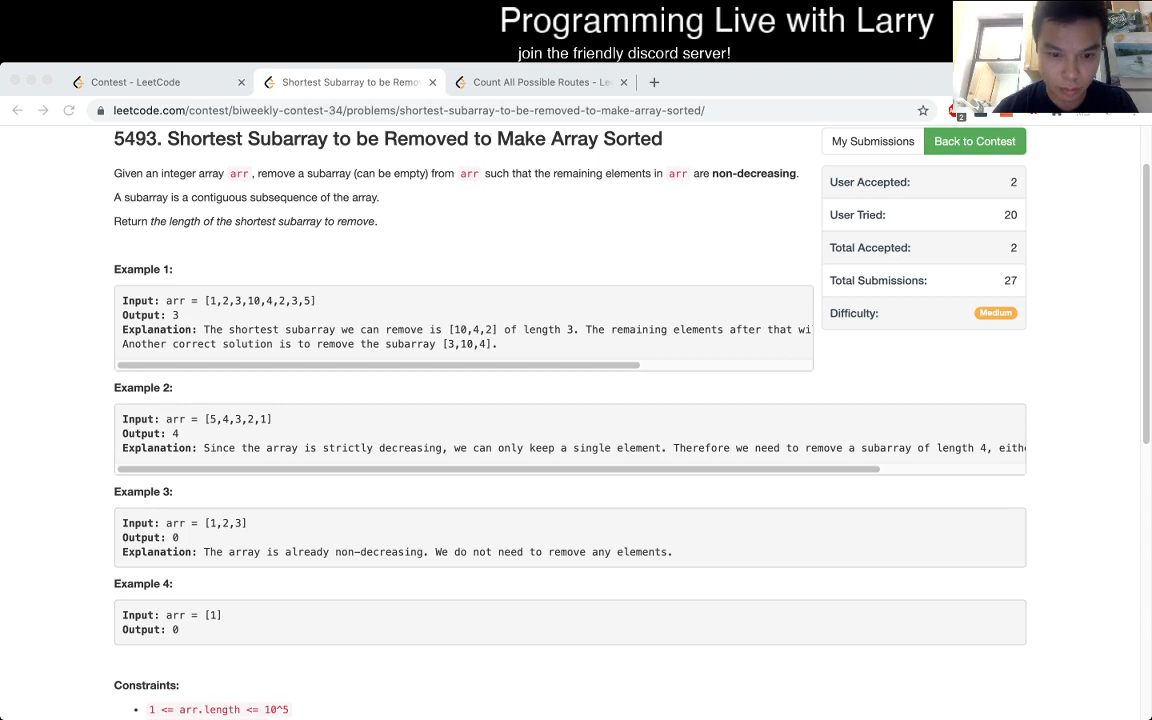 Programming Live with Larry
join the friendly discord server!
Contest - LeetCode
Shortest Subarray to be Remo
Count All Possible Routes - Le
leetcode.com/contest/biweekly-contest-34/problems/shortest-subarray-to-be-removed-to-make-array-sorted/
2
5493. Shortest Subarray to be Removed to Make Array Sorted
My Submissions
Back to Contest
Given an integer array arr, remove a subarray (can be empty) from arr such that the remaining elements in arr are non-decreasing.
A subarray is a contiguous subsequence of the array.
Return the length of the shortest subarray to remove.
User Accepted: 2
User Tried: 20
Total Accepted: 2
Total Submissions: 27
Difficulty: Medium
Example 1:
Input: arr = [1,2,3,10,4,2,3,5]
Output: 3
Explanation: The shortest subarray we can remove is [10,4,2] of length 3. The remaining elements after that wi
Another correct solution is to remove the subarray [3,10,4].
Example 2:
Input: arr = [5,4,3,2,1]
Output: 4
Explanation: Since the array is strictly decreasing, we can only keep a single element. Therefore we need to remove a subarray of length 4, eithe
Example 3:
Input: arr = [1,2,3]
Output: 0
Explanation: The array is already non-decreasing. We do not need to remove any elements.
Example 4:
Input: arr = [1]
Output: 0
Constraints:
• 1 <= arr.length <= 10^5